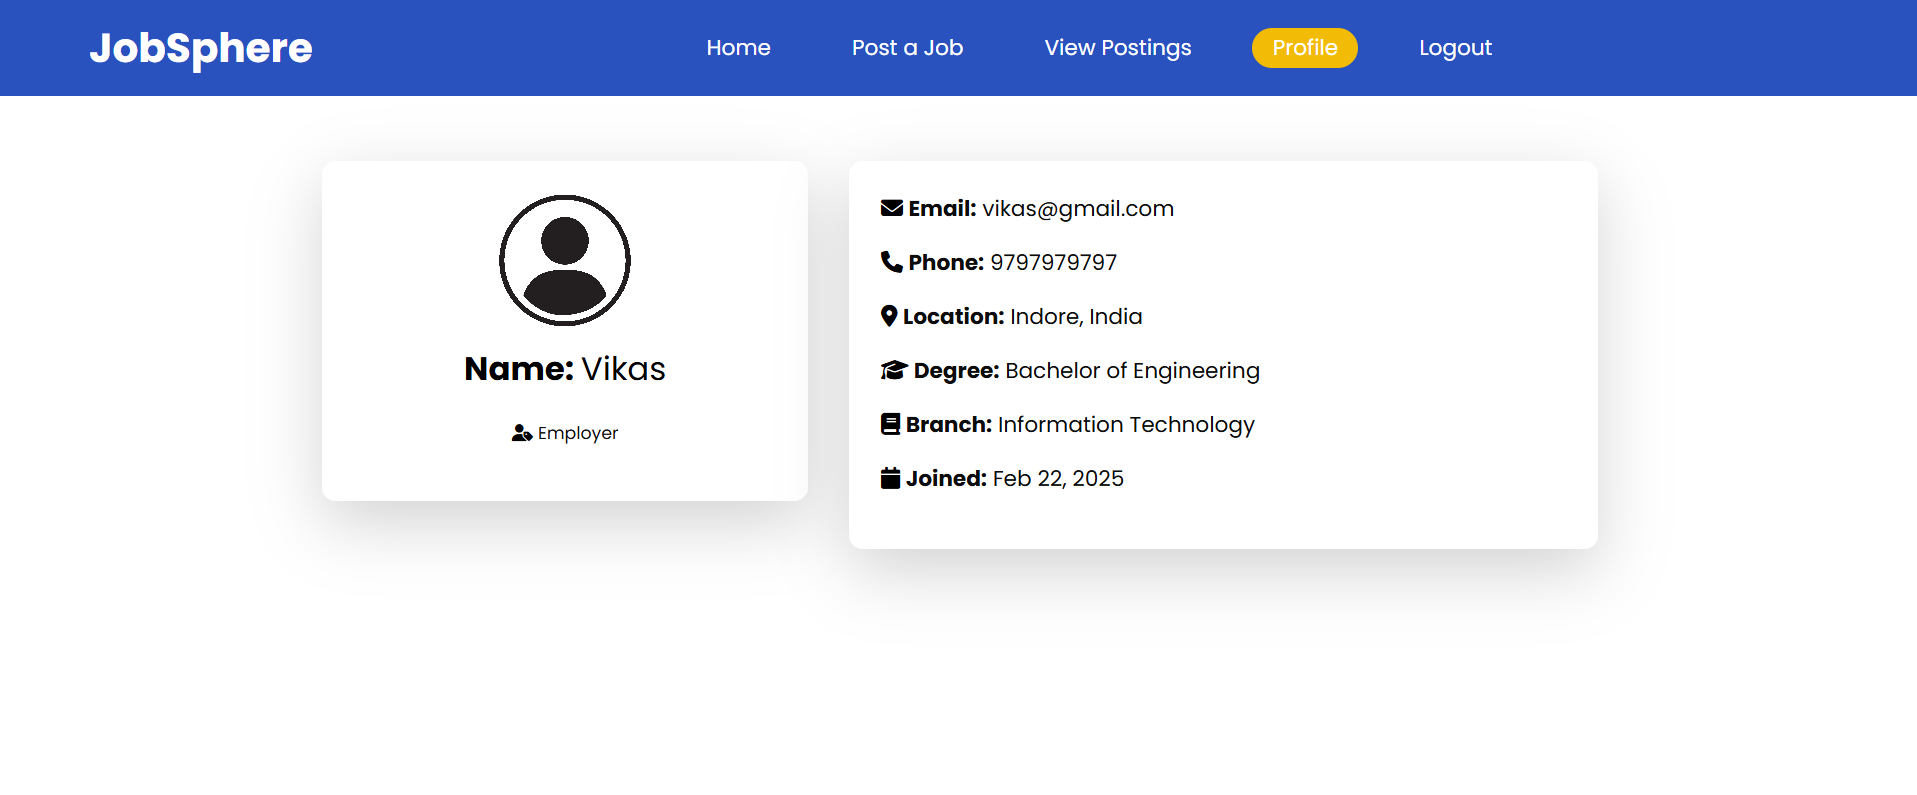 JobSphere
Home Post a Job View Postings Profile Logout
Name: Vikas
Employer
Email: vikas@gmail.com
Phone: 9797979797
Location: Indore, India
Degree: Bachelor of Engineering
Branch: Information Technology
Joined: Feb 22, 2025